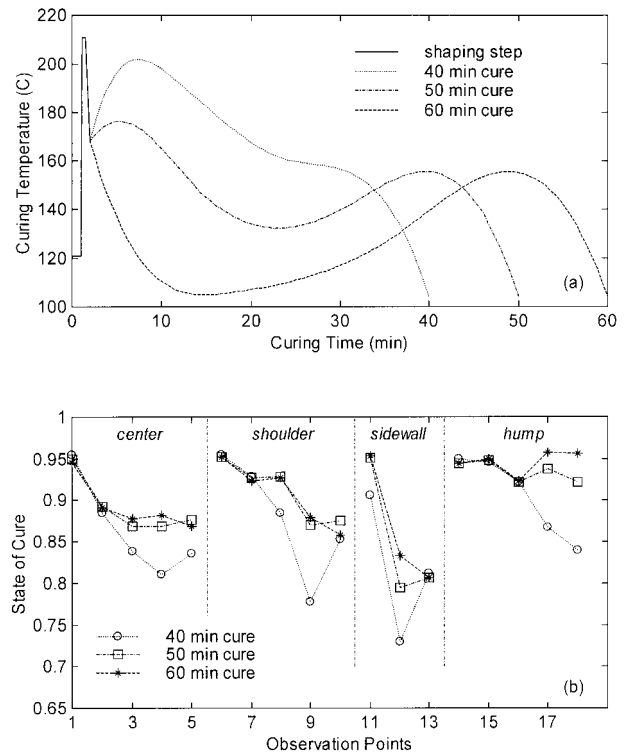 220
200
180
160
140
120
100
Curing Temperature (C)
shaping step
40 min cure
50 min cure
60 min cure
(a)
0 10 20 30 40 50 60
Curing Time (min)
1
0.95
0.9
0.85
0.8
0.75
0.7
0.65
State of Cure
center shoulder sidewall hump
40 min cure
50 min cure
60 min cure
(b)
1 3 5 7 9 11 13 15 17
Observation Points